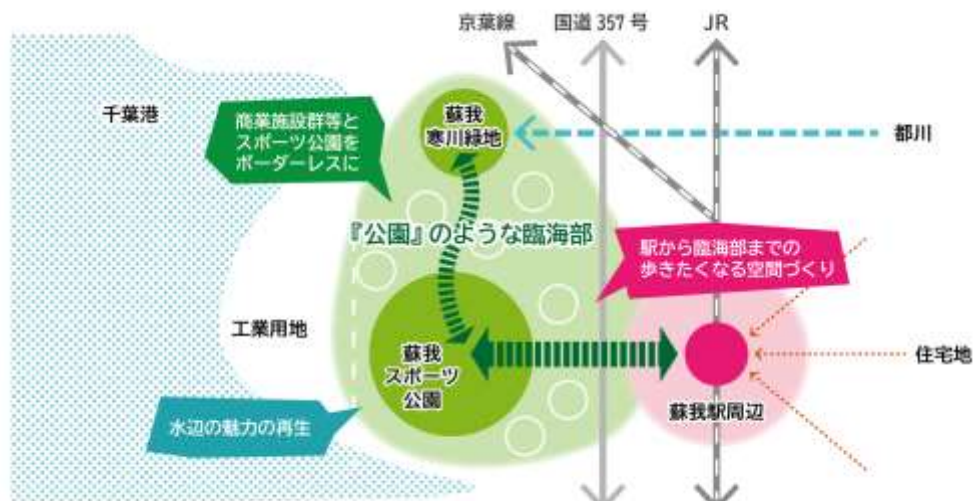 京葉線
国道357号
JR
千葉港
商業施設群等と
スポーツ公園を
ボーダーレスに
蘇我
寒川緑地
都川
『公園』のような臨海部
駅から臨海部までの
歩きたくなる空間づくり
工業用地
蘇我
スポーツ
公園
住宅地
蘇我駅周辺
水辺の魅力の再生